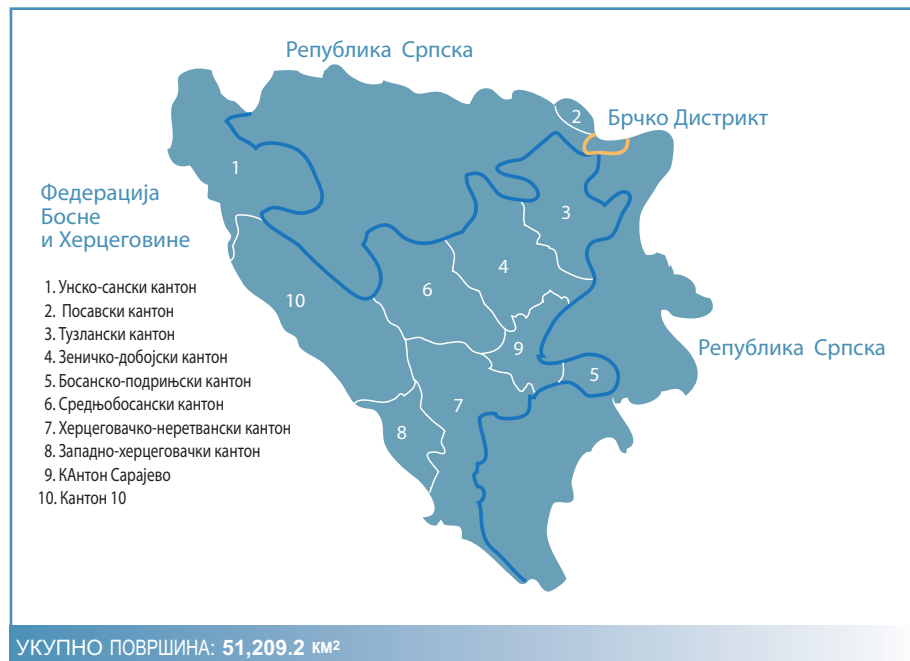 Република Српска
2
Брчко Дистрикт
1
Федерација
Босне
и Херцеговине
3
4
1. Унско-сански кантон
2. Посавски кантон
3. Тузлански кантон
4. Зеничко-добојски кантон
5. Босанско-подрињски кантон
6. Средњобосански кантон
7. Херцеговачко-неретвански кантон
8. Западно-херцеговачки кантон
9. КАнтон Сарајево
10. Кантон 10
10
6
9
Република Српска
5
7
8
УКУПНО ПОВРШИНА: 51,209.2 КМ²